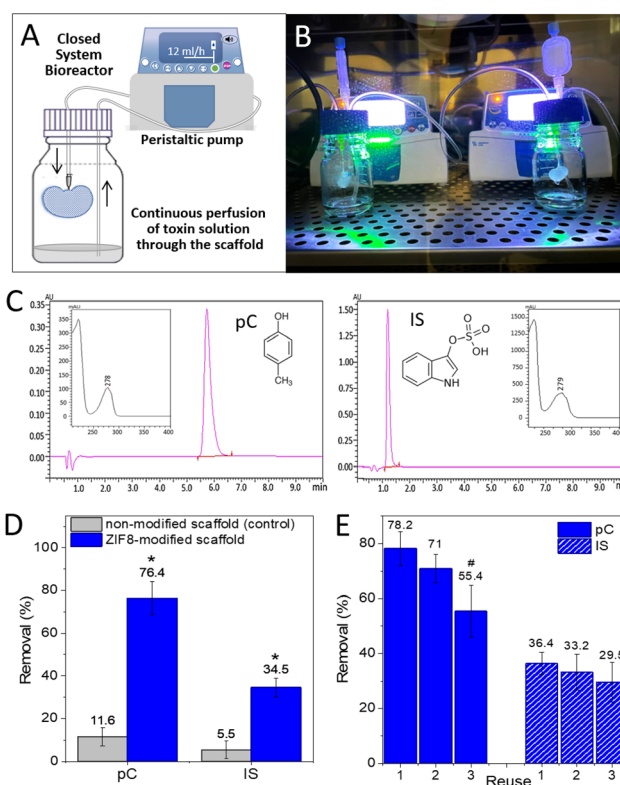 A
Closed
System
Bioreactor
12 ml/h
Peristaltic pump
Continuous perfusion
of toxin solution
through the scaffold
B
C
AU
0.35
0.30
0.25
0.20
0.15
0.10
0.05
0.00
mAU
350
300
250
200
150
100
50
0
250
300
400
278
pC
OH
CH3
1.0 2.0 3.0 4.0 5.0 6.0 7.0 8.0 9.0 min
AU
1.50
1.25
1.00
0.75
0.50
0.25
0.00
IS
O
O
S
O
OH
NH
mAU
1500
1250
1000
750
500
250
0
250
300
400
279
1.0 2.0 3.0 4.0 5.0 6.0 7.0 8.0 9.0 min
D
non-modified scaffold (control)
ZIF8-modified scaffold
Removal (%)
100
80
60
40
20
0
11.6
*
76.4
5.5
*
34.5
pC
IS
E
pC
IS
Removal (%)
80
60
40
20
0
78.2
71
#
55.4
36.4
33.2
29.5
1 2 3 1 2 3
Reuse